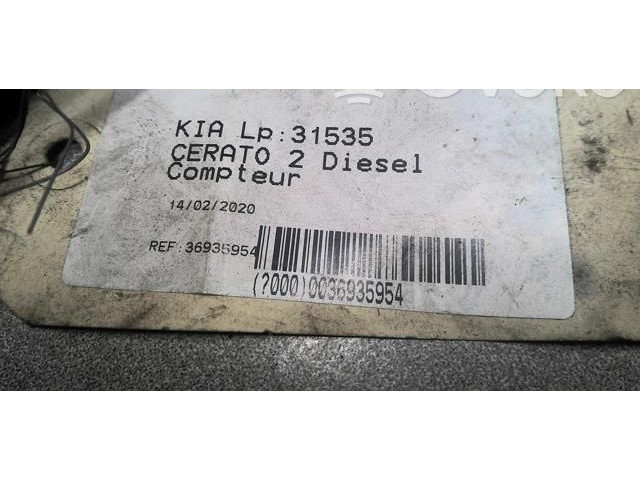 KIA Lp:31535
CERATO 2 Diesel
Compteur
14/02/2020
REF:36935954
(?000)0036935954